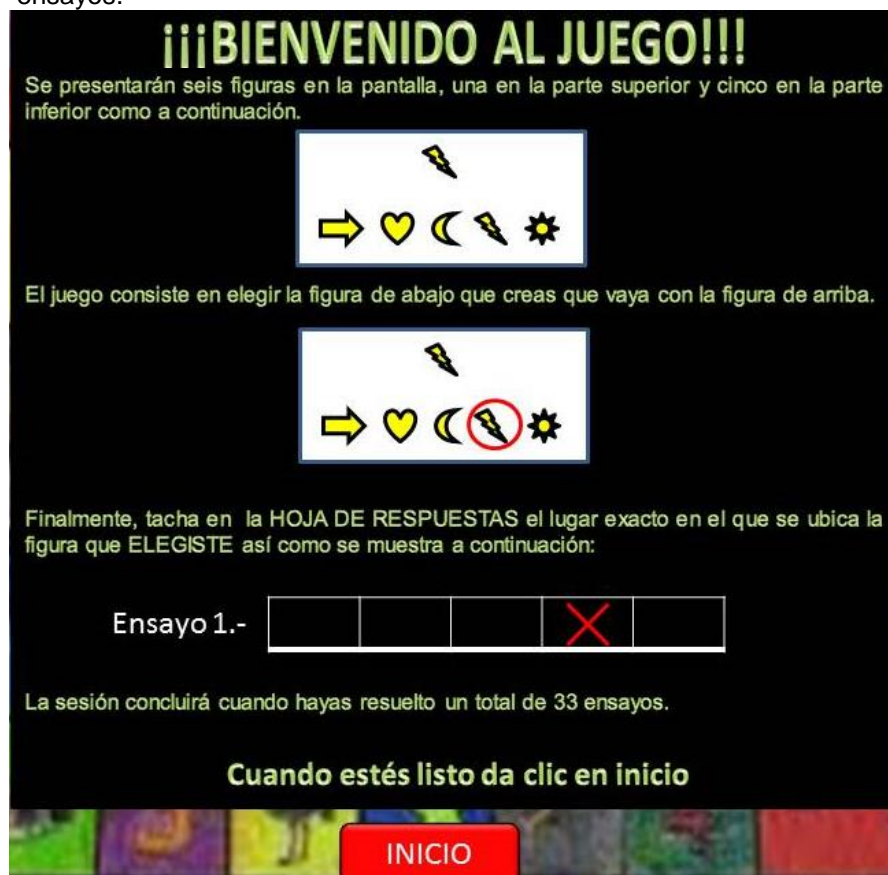 ensayos.
¡¡¡BIENVENIDO AL JUEGO!!!
Se presentarán seis figuras en la pantalla, una en la parte superior y cinco en la parte
inferior como a continuación.
El juego consiste en elegir la figura de abajo que creas que vaya con la figura de arriba.
Finalmente, tacha en la HOJA DE RESPUESTAS el lugar exacto en el que se ubica la
figura que ELEGISTE así como se muestra a continuación:
Ensayo 1.-
La sesión concluirá cuando hayas resuelto un total de 33 ensayos.
Cuando estés listo da clic en inicio
INICIO